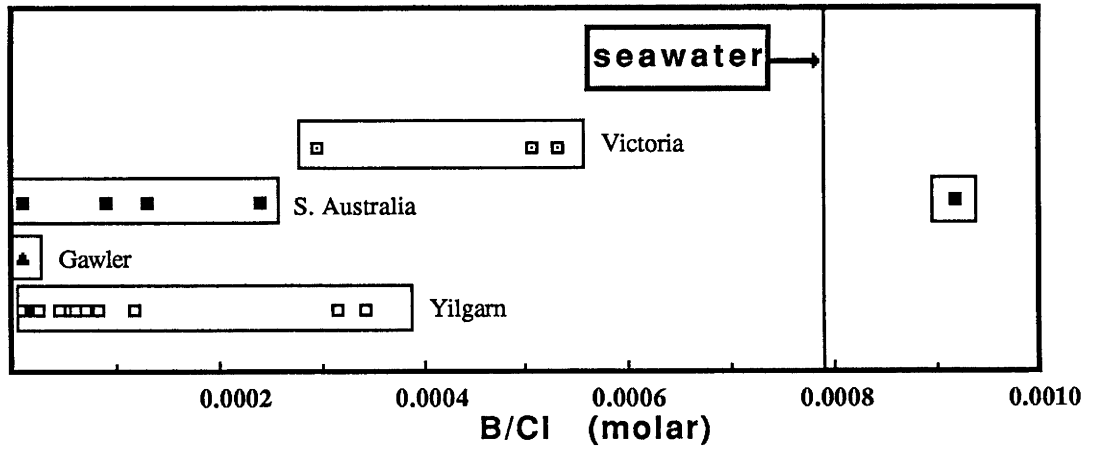 seawater
Victoria
S. Australia
Gawler
Yilgarn
0.0002 0.0004 0.0006 0.0008 0.0010
B/Cl (molar)